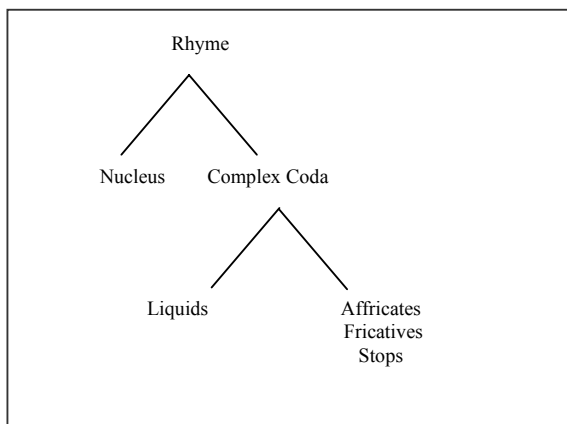 Rhyme
Nucleus Complex Coda
Liquids Affricates
Fricatives
Stops